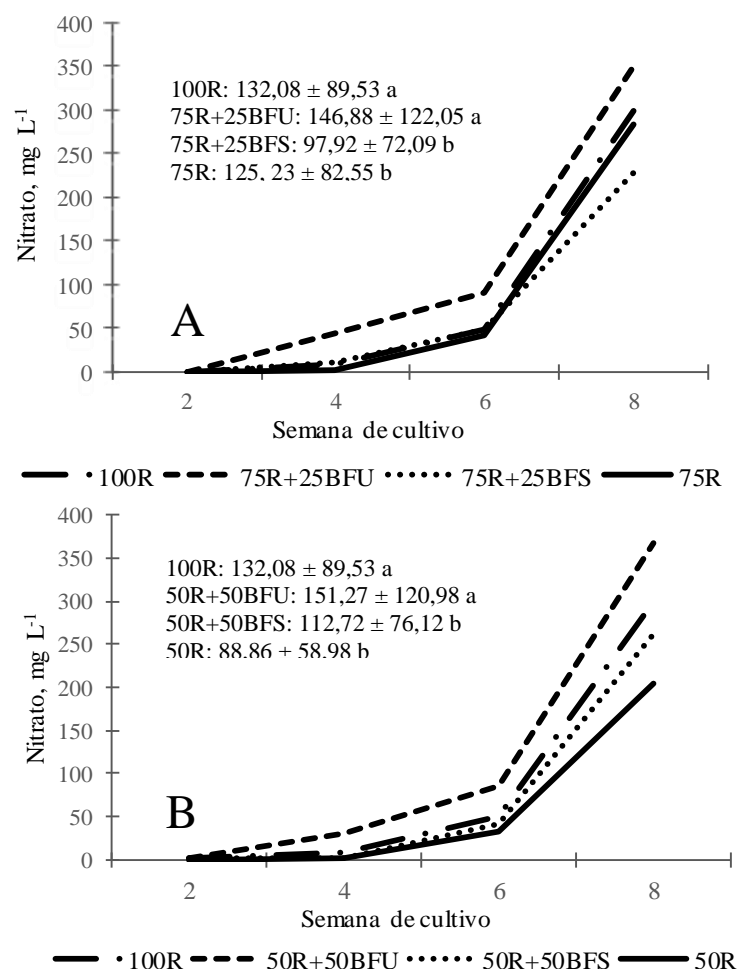 400
350
300
250
200
150
100
50
0
Nitrato, mg L-1
100R: 132,08 ± 89,53 a
75R+25BFU: 146,88 ± 122,05 a
75R+25BFS: 97,92 ± 72,09 b
75R: 125, 23 ± 82,55 b
A
2 4 6 8
Semana de cultivo
100R 75R+25BFU 75R+25BFS 75R
400
350
300
250
200
150
100
50
0
Nitrato, mg L-1
100R: 132,08 ± 89,53 a
50R+50BFU: 151,27 ± 120,98 a
50R+50BFS: 112,72 ± 76,12 b
50R: 88,86 ± 58,98 b
B
2 4 6 8
Semana de cultivo
100R 50R+50BFU 50R+50BFS 50R